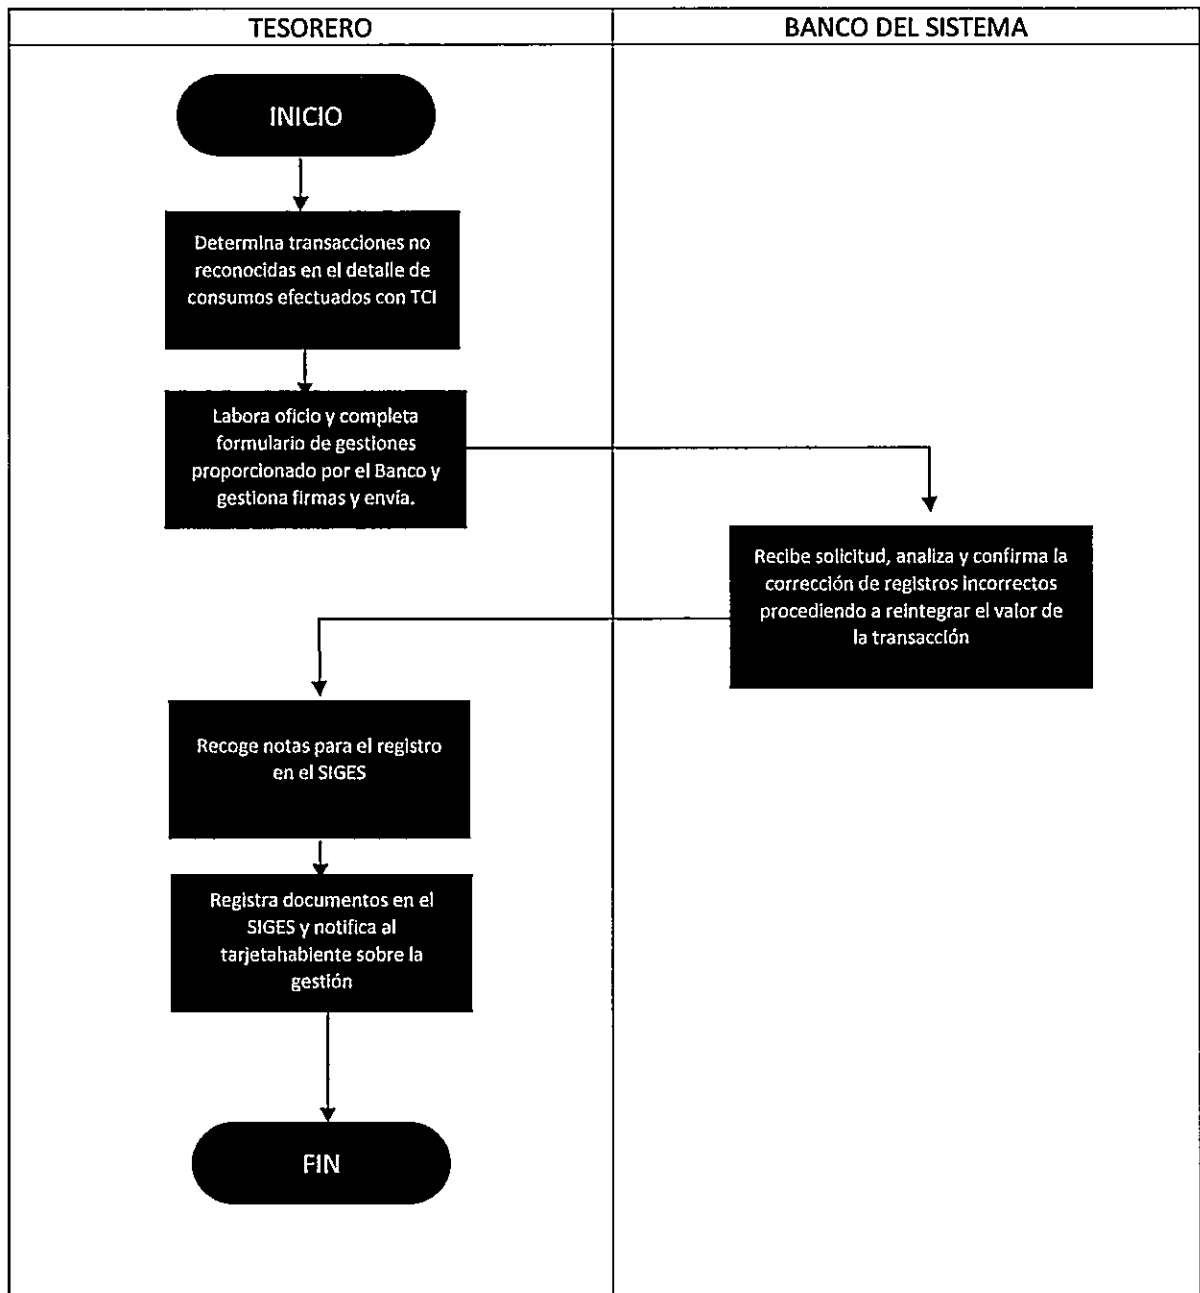 TESORERO
BANCO DEL SISTEMA
INICIO
Determina transacciones no
reconocidas en el detalle de
consumos efectuados con TCI
Labora oficio y completa
formulario de gestiones
proporcionado por el Banco y
gestiona firmas y envía.
Recibe solicitud, analiza y confirma la
corrección de registros incorrectos
procediendo a reintegrar el valor de
la transacción
Recoge notas para el registro
en el SIGES
Registra documentos en el
SIGES y notifica al
tarjetahabiente sobre la
gestión
FIN